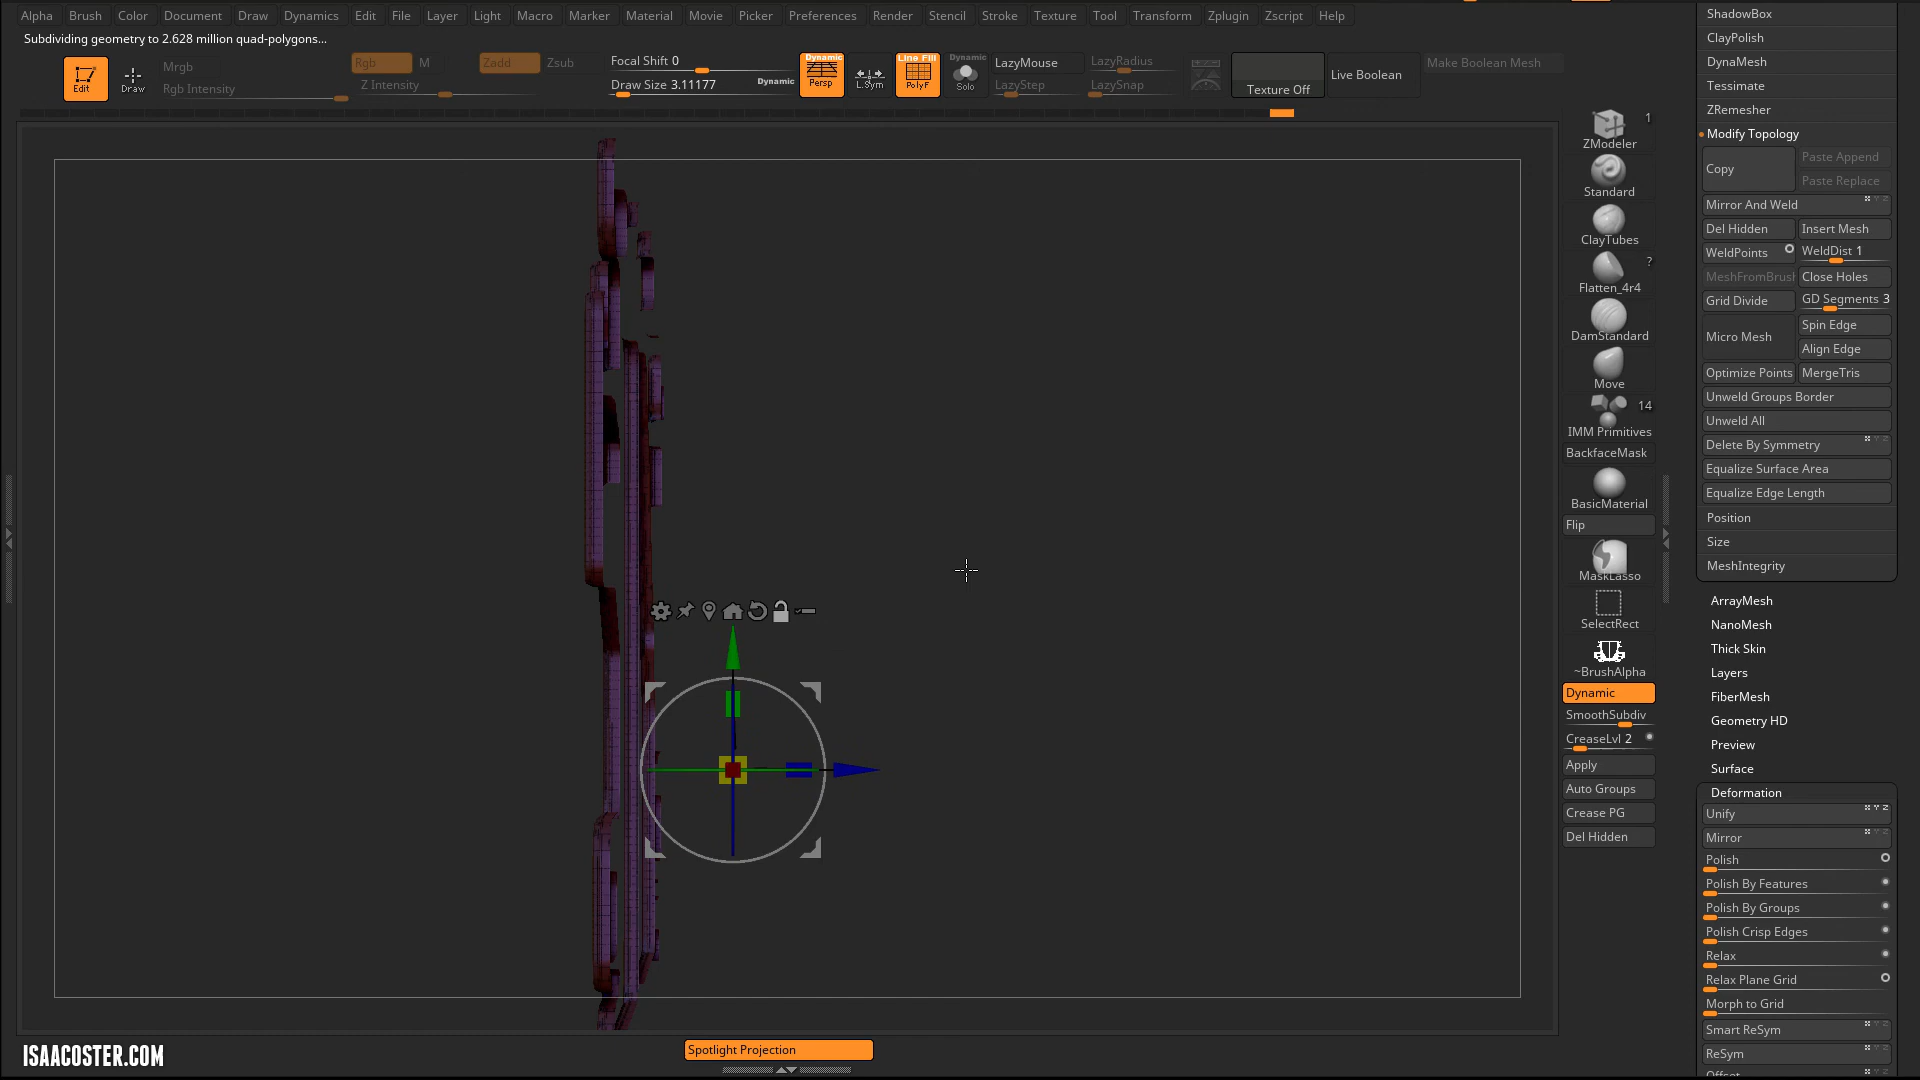 Alpha Brush Color Document Draw Dynamics Edit File Layer Light Macro Marker Material Movie Picker Preferences Render Stencil Stroke Texture Tool Transform Zplugin Zscript Help
Subdividing geometry to 2.628 million quad-polygons...
Edit
Draw
Mrgb
Rgb Intensity
Rgb
M
Z Intensity
Zadd
Zsub
Focal Shift 0
Draw Size 3.11177
Dynamic
Dynamic
Persp
L.Sym
Line Fill
PolyF
Dynamic
Solo
LazyMouse
LazyStep
LazyRadius
LazySnap
Texture Off
Live Boolean
Make Boolean Mesh
1
ZModeler
Standard
ClayTubes
?
Flatten_4r4
DamStandard
Move
14
IMM Primitives
BackfaceMask
BasicMaterial
Flip
MaskLasso
SelectRect
~BrushAlpha
Dynamic
SmoothSubdiv
CreaseLvl 2
Apply
Auto Groups
Crease PG
Del Hidden
ShadowBox
ClayPolish
DynaMesh
Tessimate
ZRemesher
Modify Topology
Copy
Paste Append
Paste Replace
Mirror And Weld
Del Hidden
Insert Mesh
WeldPoints
WeldDist 1
MeshFromBrush
Close Holes
Grid Divide
GD Segments 3
Micro Mesh
Spin Edge
Align Edge
Optimize Points
MergeTris
Unweld Groups Border
Unweld All
Delete By Symmetry
Equalize Surface Area
Equalize Edge Length
Position
Size
MeshIntegrity
ArrayMesh
NanoMesh
Thick Skin
Layers
FiberMesh
Geometry HD
Preview
Surface
Deformation
Unify
Mirror
Polish
Polish By Features
Polish By Groups
Polish Crisp Edges
Relax
Relax Plane Grid
Morph to Grid
Smart ReSym
ReSym
Offset
ISAACOSTER.COM
Spotlight Projection